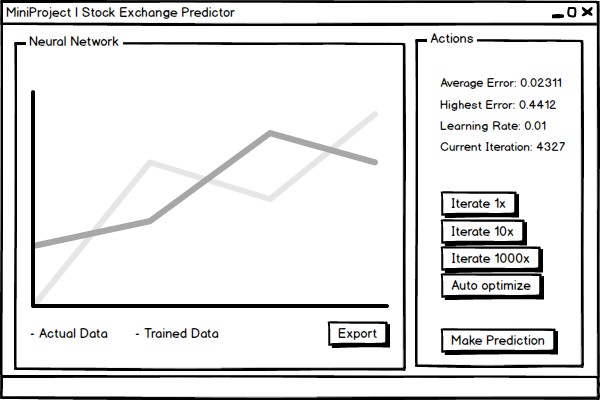 MiniProject | Stock Exchange Predictor
Neural Network
- Actual Data
- Trained Data
Export
Actions
Average Error: 0.02311
Highest Error: 0.4412
Learning Rate: 0.01
Current Iteration: 4327
Iterate 1x
Iterate 10x
Iterate 1000x
Auto optimize
Make Prediction